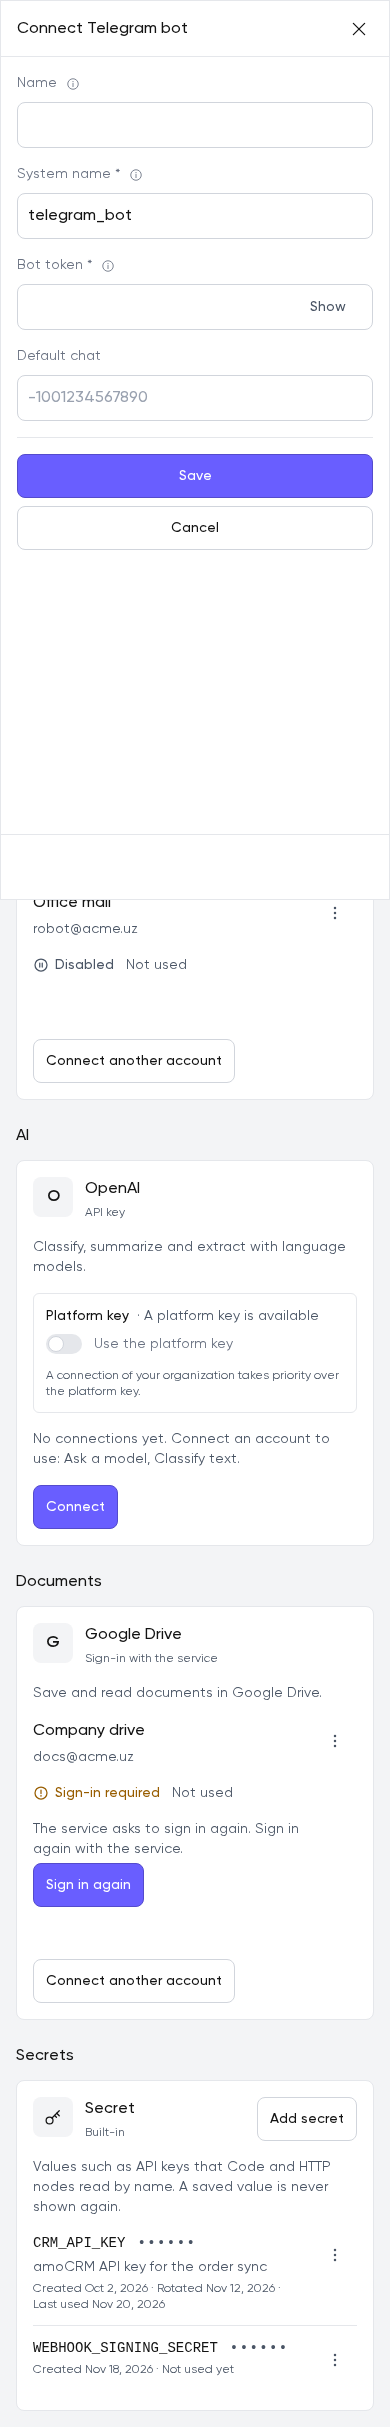 Connect Telegram bot
Name
System name *
telegram_bot
Bot token *
Show
Default chat
-1001234567890
Save
Cancel
Office mail
robot@acme.uz
Disabled Not used
Connect another account
AI
O
OpenAI
API key
Classify, summarize and extract with language
models.
Platform key · A platform key is available
Use the platform key
A connection of your organization takes priority over
the platform key.
No connections yet. Connect an account to
use: Ask a model, Classify text.
Connect
Documents
G
Google Drive
Sign-in with the service
Save and read documents in Google Drive.
Company drive
docs@acme.uz
Sign-in required Not used
The service asks to sign in again. Sign in
again with the service.
Sign in again
Connect another account
Secrets
Secret
Built-in
Add secret
Values such as API keys that Code and HTTP
nodes read by name. A saved value is never
shown again.
CRM_API_KEY ••••••
amoCRM API key for the order sync
Created Oct 2, 2026 · Rotated Nov 12, 2026 ·
Last used Nov 20, 2026
WEBHOOK_SIGNING_SECRET ••••••
Created Nov 18, 2026 · Not used yet